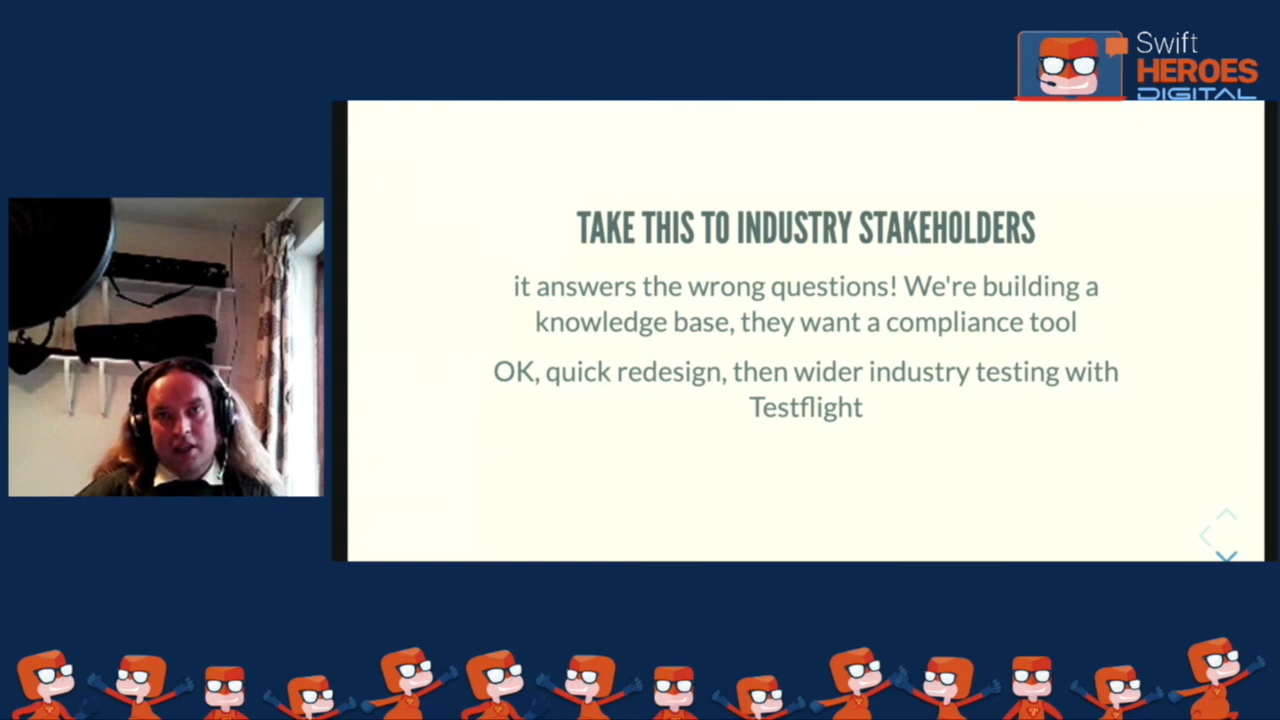 Swift
HEROES
DIGITAL
TAKE THIS TO INDUSTRY STAKEHOLDERS
it answers the wrong questions! We're building a
knowledge base, they want a compliance tool
OK, quick redesign, then wider industry testing with
Testflight